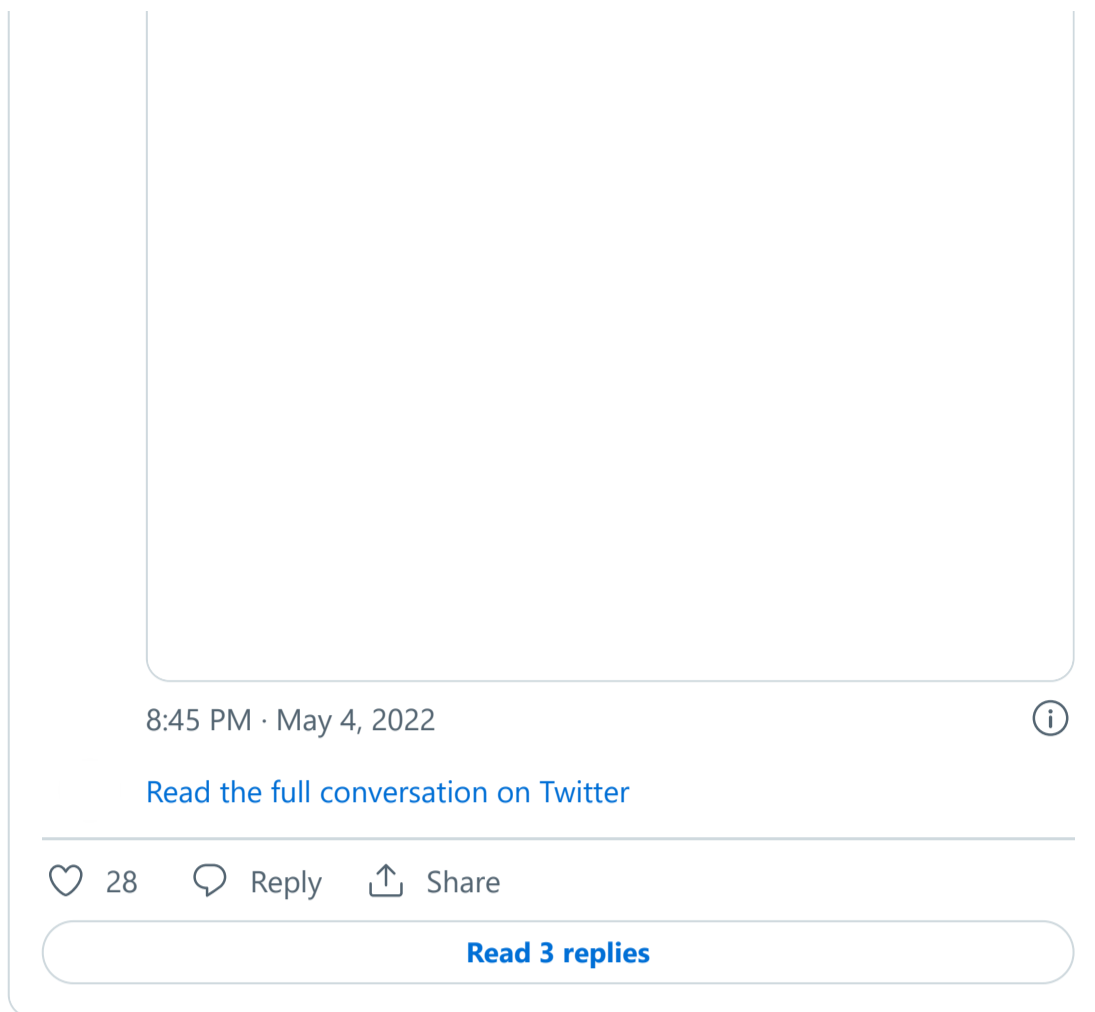 8:45 PM · May 4, 2022
Read the full conversation on Twitter
28 Reply Share
Read 3 replies